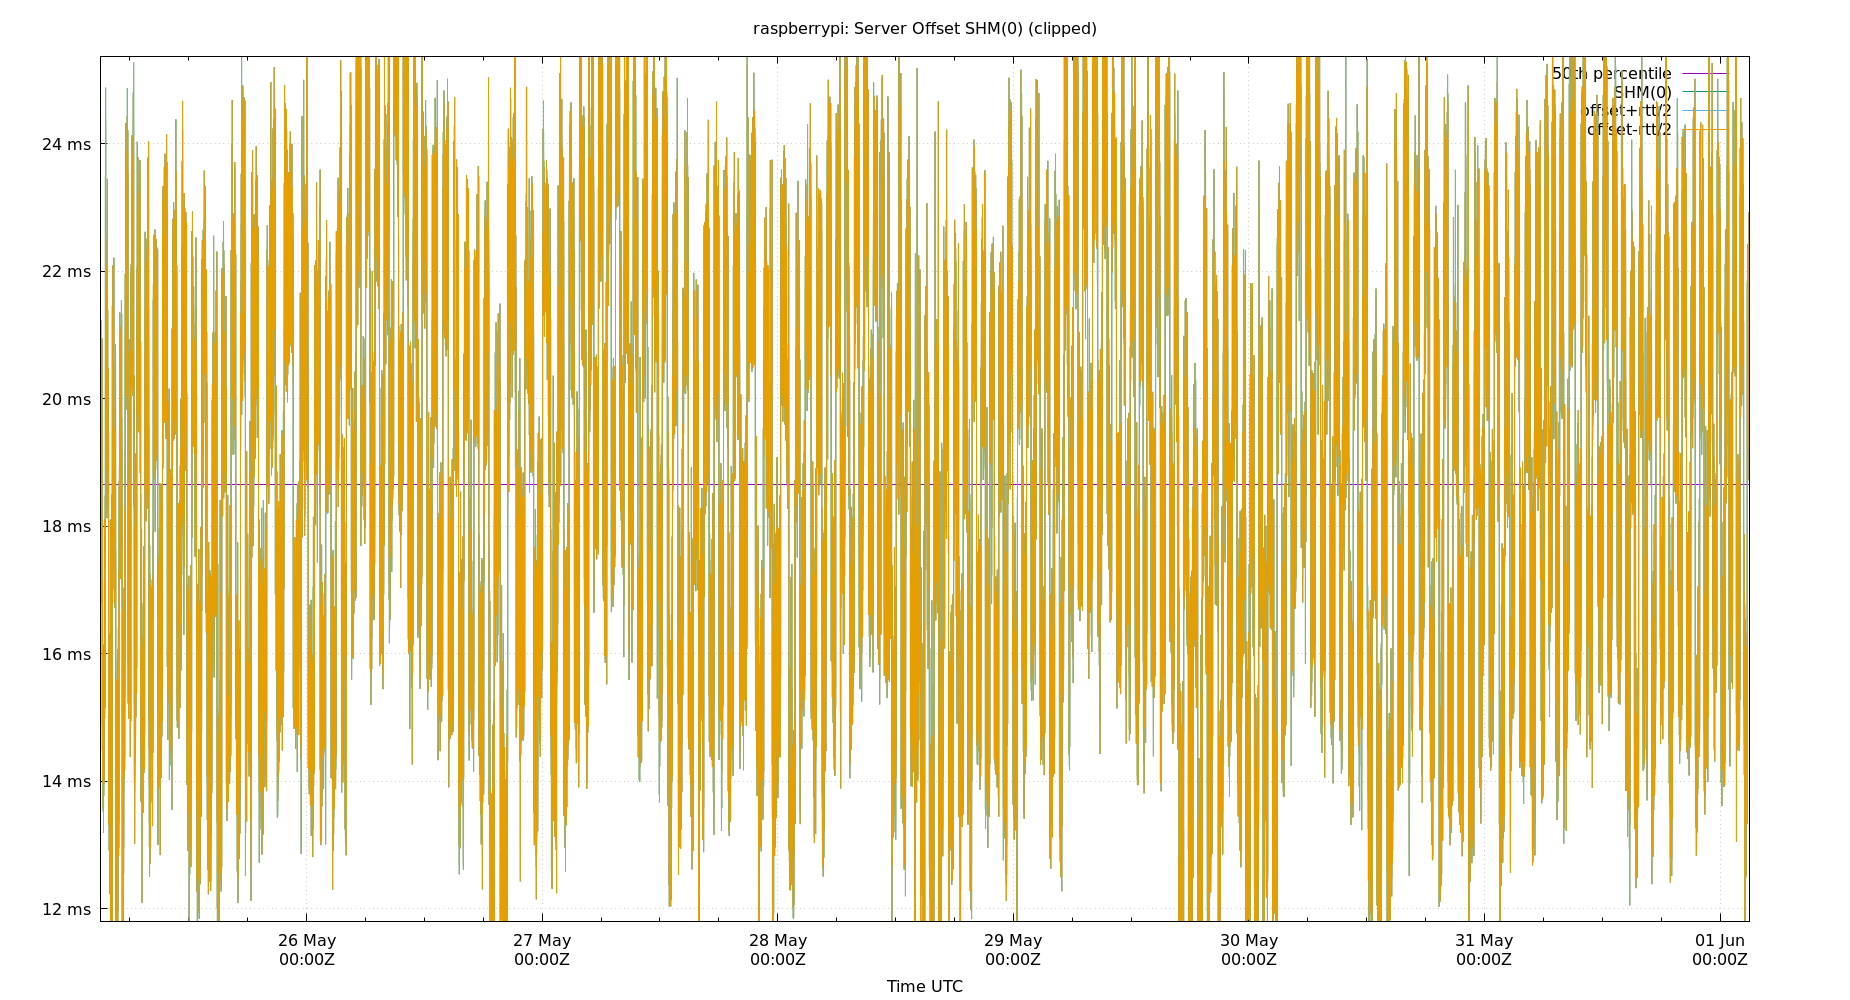 raspberrypi: Server Offset SHM(0) (clipped)
50th percentile
SHM(0)
offset+rtt/2
offset-rtt/2
24 ms
22 ms
20 ms
18 ms
16 ms
14 ms
12 ms
26 May 27 May 28 May 29 May 30 May 31 May 01 Jun
00:00Z 00:00Z 00:00Z 00:00Z 00:00Z 00:00Z 00:00Z
Time UTC